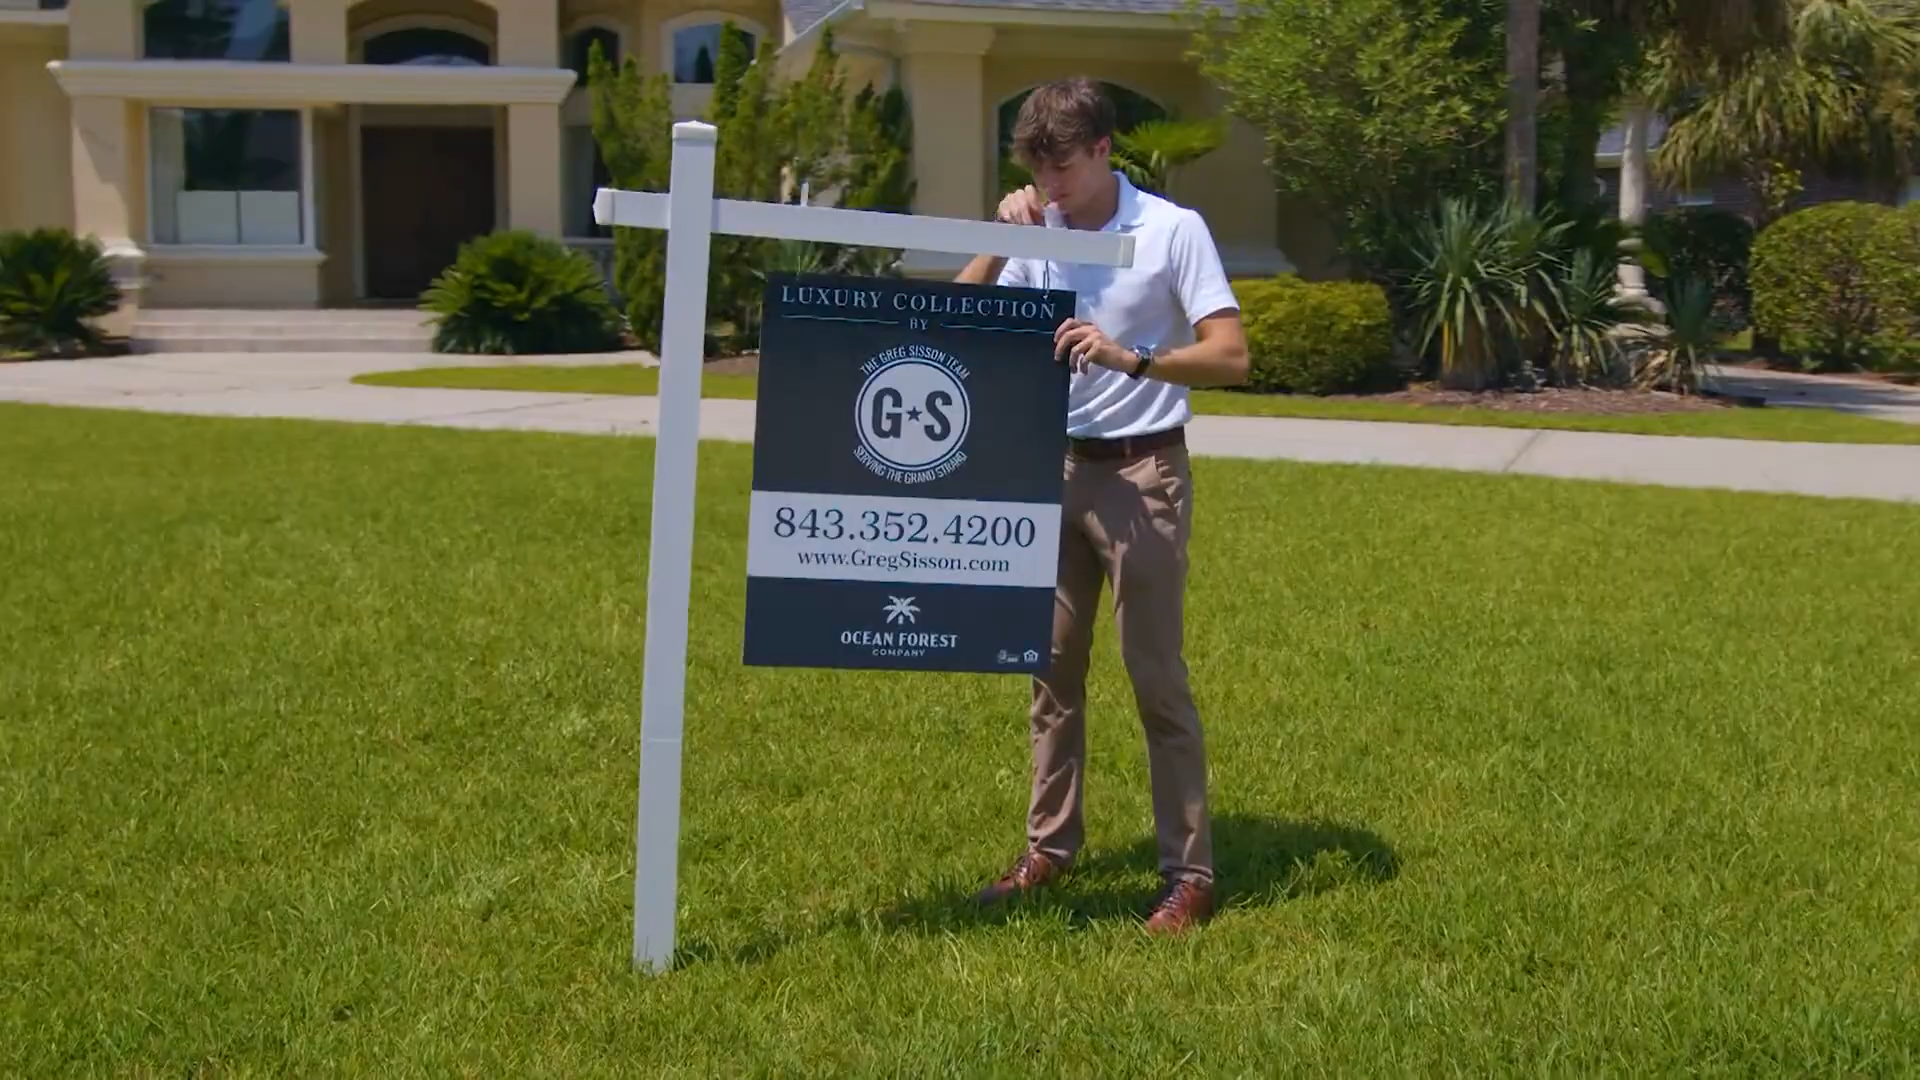 LUXURY COLLECTION
BY
THE GREG SISSON TEAM
G★S
SERVING THE GRAND STRAND
843.352.4200
www.GregSisson.com
OCEAN FOREST
COMPANY